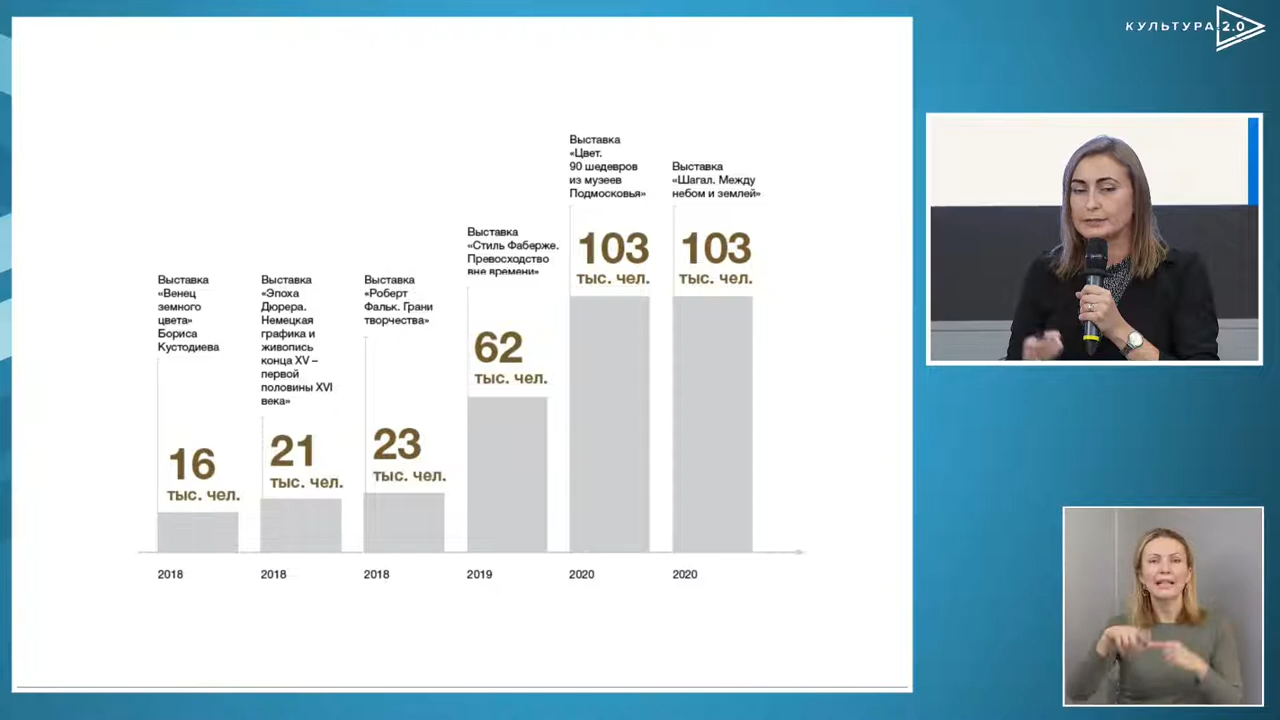 КУЛЬТУРА 2.0
Выставка
«Венец
земного
цвета»
Бориса
Кустодиева
16
тыс. чел.
2018
Выставка
«Эпоха
Дюрера.
Немецкая
графика и
живопись
конца XV –
первой
половины XVI
века»
21
тыс. чел.
2018
Выставка
«Роберт
Фальк. Грани
творчества»
23
тыс. чел.
2018
Выставка
«Стиль Фаберже.
Превосходство
вне времени»
62
тыс. чел.
2019
Выставка
«Цвет.
90 шедевров
из музеев
Подмосковья»
103
тыс. чел.
2020
Выставка
«Шагал. Между
небом и землей»
103
тыс. чел.
2020